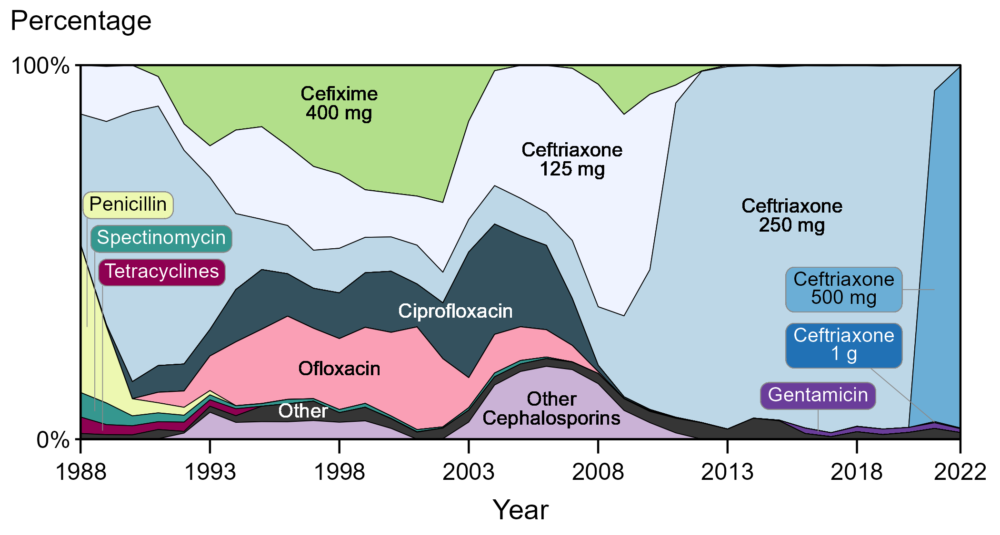 Percentage
100%
Cefixime
400 mg
Ceftriaxone
125 mg
Penicillin
Ceftriaxone
250 mg
Spectinomycin
Tetracyclines
Ceftriaxone
500 mg
Ciprofloxacin
Ceftriaxone
1 g
Ofloxacin
Gentamicin
Other
Other
Cephalosporins
0%
1988 1993 1998 2003 2008 2013 2018 2022
Year